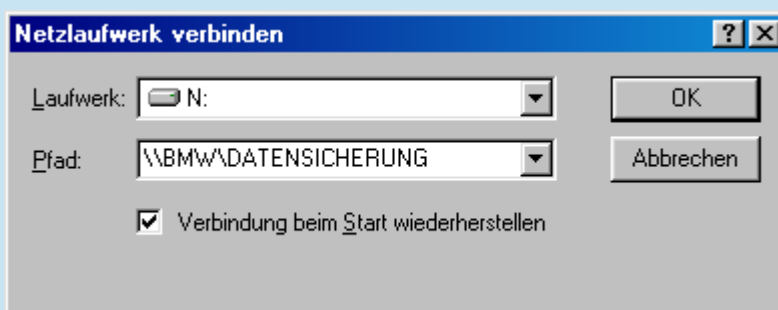 Netzlaufwerk verbinden
Laufwerk: N: OK
Pfad: \\BMW\DATENSICHERUNG Abbrechen
Verbindung beim Start wiederherstellen